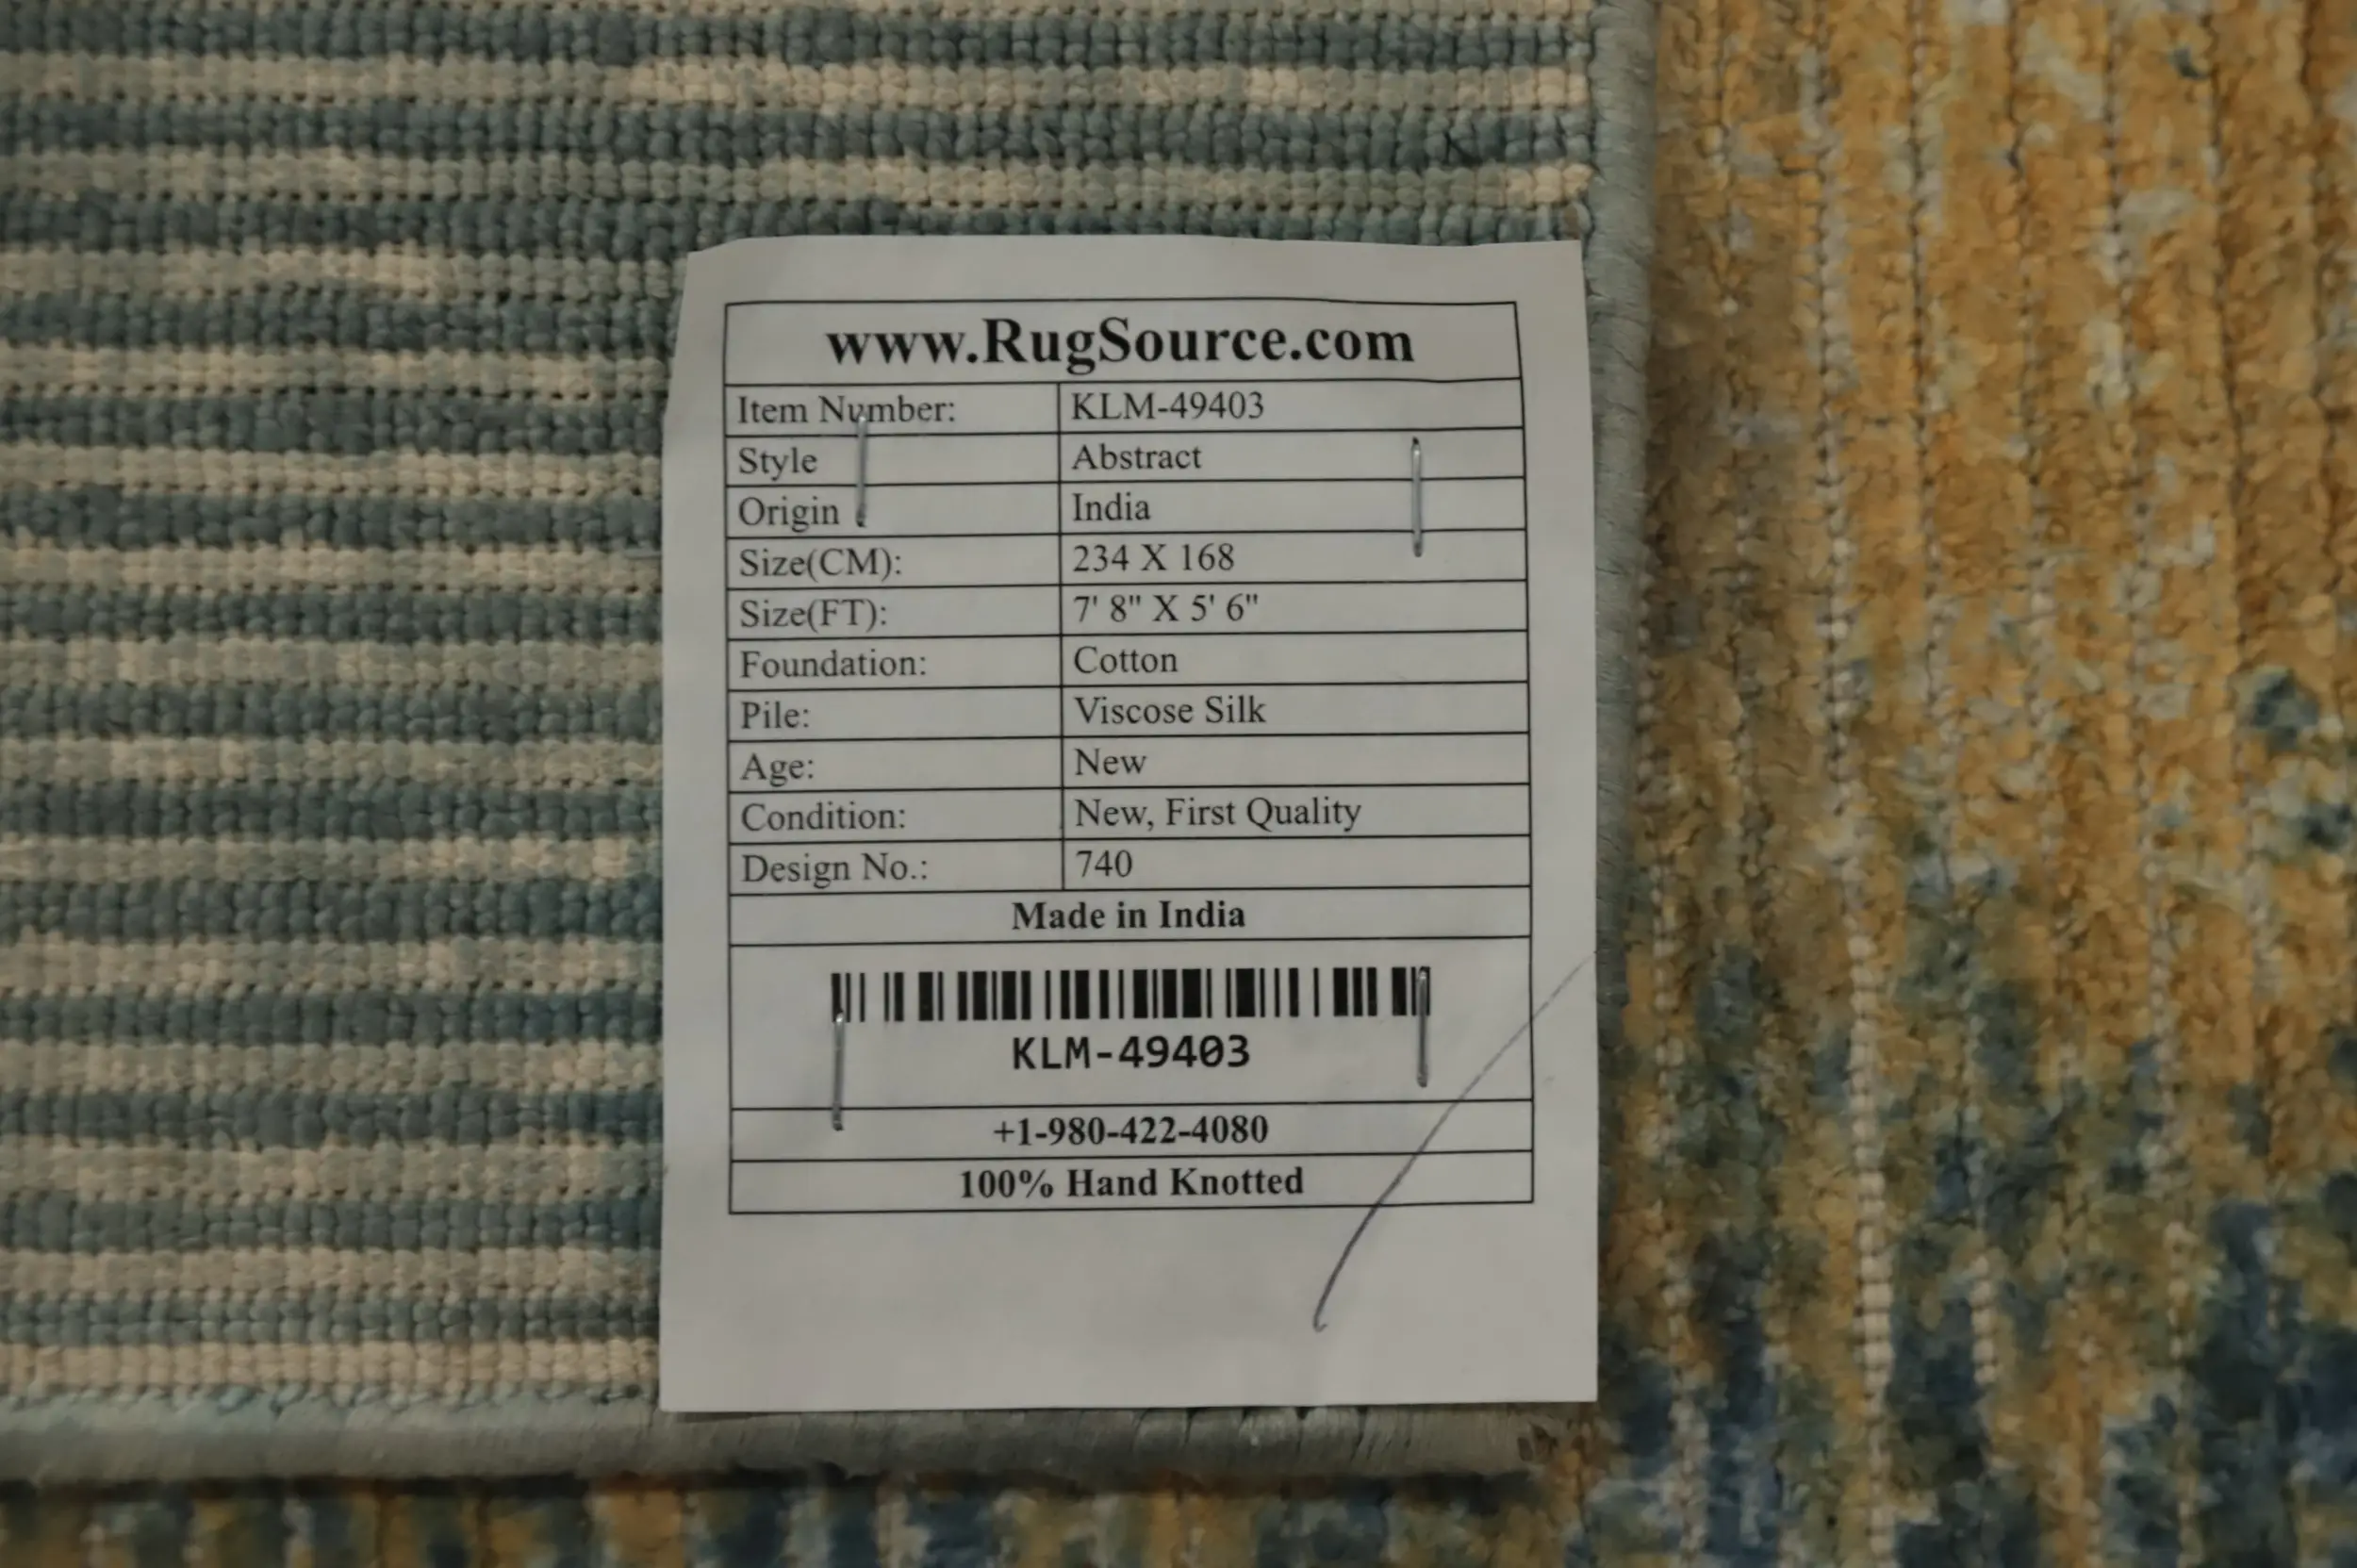 www.RugSource.com
Item Number: KLM-49403
Style Abstract
Origin India
Size(CM): 234 X 168
Size(FT): 7' 8" X 5' 6"
Foundation: Cotton
Pile: Viscose Silk
Age: New
Condition: New, First Quality
Design No.: 740
Made in India
KLM-49403
+1-980-422-4080
100% Hand Knotted